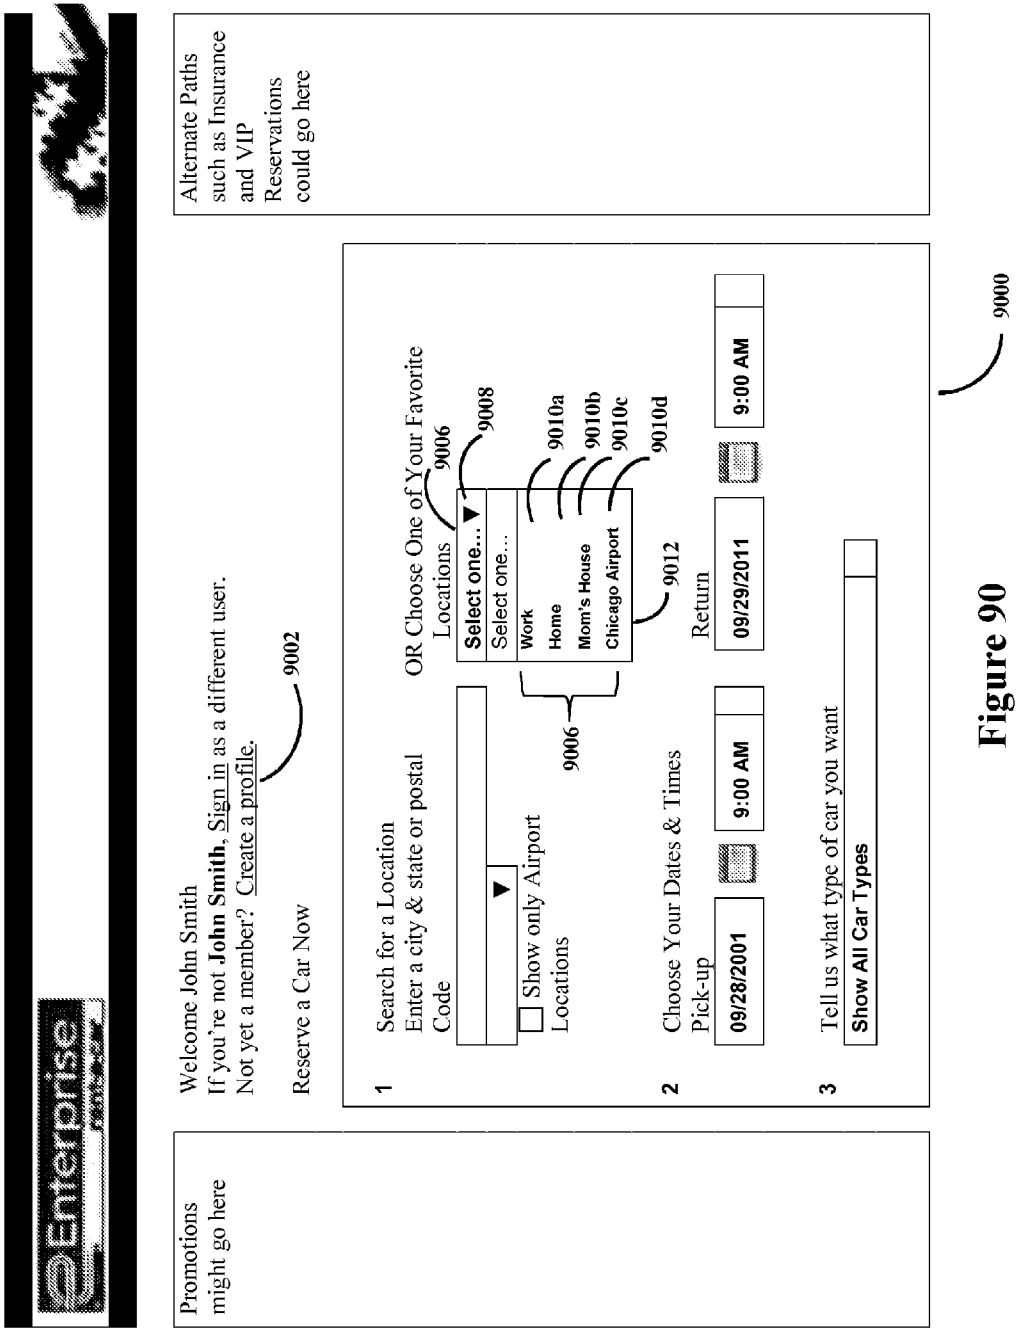 Enterprise
rent-a-car
Promotions
might go here
Welcome John Smith
If you're not John Smith, Sign in as a different user.
Not yet a member? Create a profile.
9002
Reserve a Car Now
1
Search for a Location
Enter a city & state or postal
Code
▼
Show only Airport
Locations
OR Choose One of Your Favorite
Locations
9006
Select one... ▼
9008
Select one...
Work
9010a
Home
9010b
Mom's House
9010c
Chicago Airport
9010d
9006
9012
2
Choose Your Dates & Times
Pick-up
Return
09/28/2001
9:00 AM
09/29/2011
9:00 AM
3
Tell us what type of car you want
Show All Car Types
Alternate Paths
such as Insurance
and VIP
Reservations
could go here
9000
Figure 90